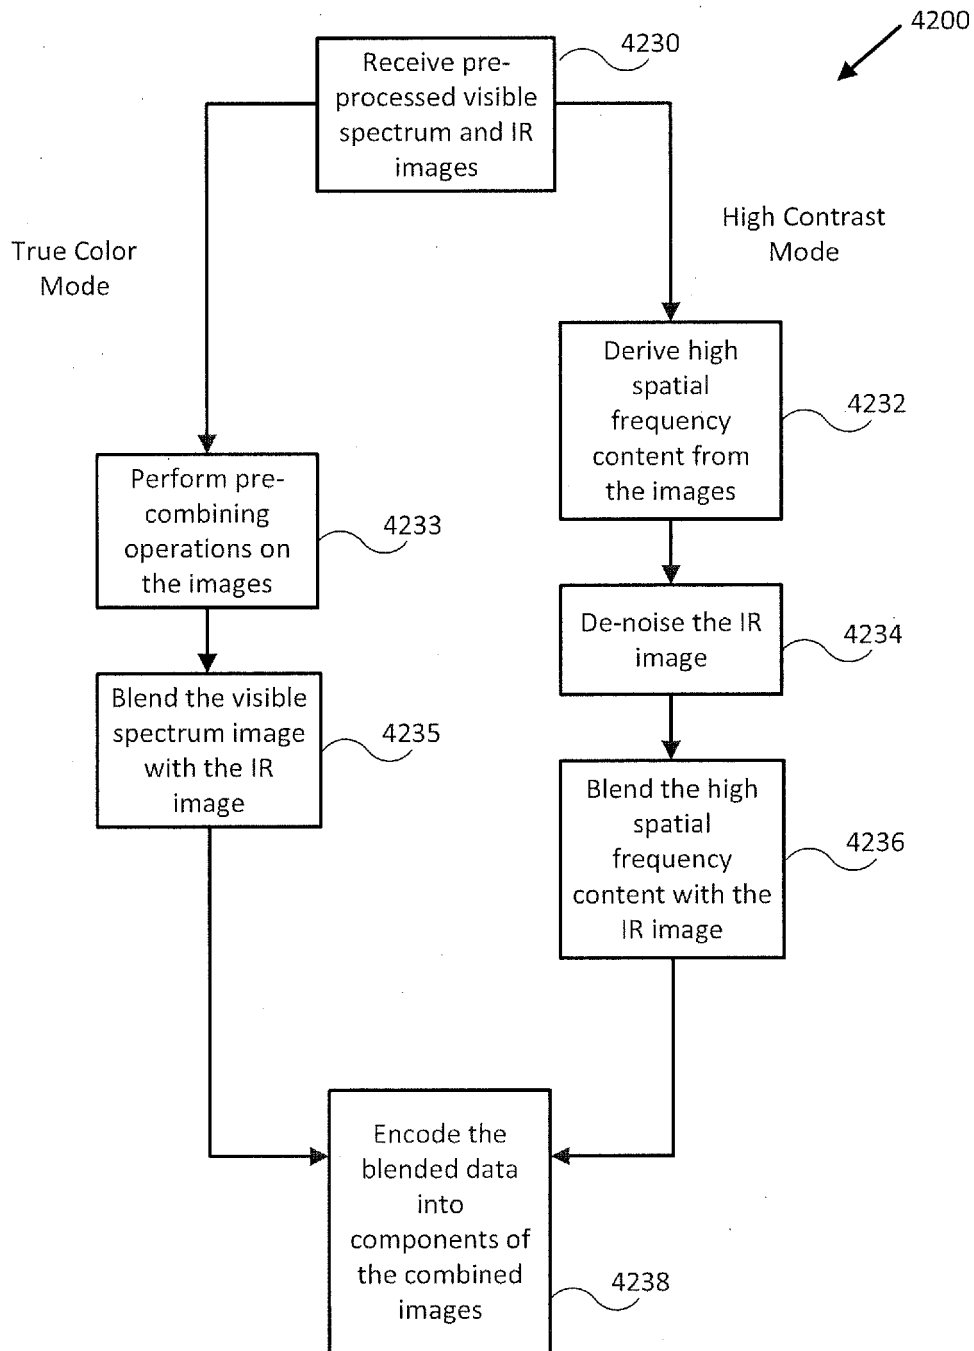 4200
4230
Receive pre-
processed visible
spectrum and IR
images
True Color
Mode
High Contrast
Mode
Derive high
spatial
frequency
content from
the images
4232
Perform pre-
combining
operations on
the images
4233
De-noise the IR
image
4234
Blend the visible
spectrum image
with the IR
image
4235
Blend the high
spatial
frequency
content with the
IR image
4236
Encode the
blended data
into
components of
the combined
images
4238